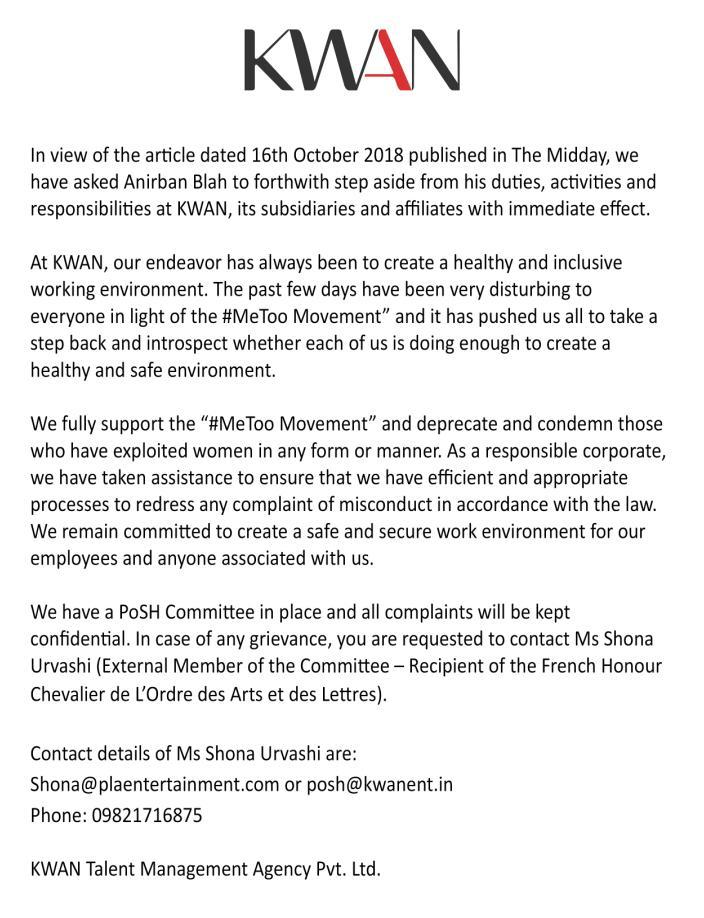 KWAN
In view of the article dated 16th October 2018 published in The Midday, we
have asked Anirban Blah to forthwith step aside from his duties, activities and
responsibilities at KWAN, its subsidiaries and affiliates with immediate effect.
At KWAN, our endeavor has always been to create a healthy and inclusive
working environment. The past few days have been very disturbing to
everyone in light of the #MeToo Movement” and it has pushed us all to take a
step back and introspect whether each of us is doing enough to create a
healthy and safe environment.
We fully support the “#MeToo Movement” and deprecate and condemn those
who have exploited women in any form or manner. As a responsible corporate,
we have taken assistance to ensure that we have efficient and appropriate
processes to redress any complaint of misconduct in accordance with the law.
We remain committed to create a safe and secure work environment for our
employees and anyone associated with us.
We have a PoSH Committee in place and all complaints will be kept
confidential. In case of any grievance, you are requested to contact Ms Shona
Urvashi (External Member of the Committee – Recipient of the French Honour
Chevalier de L’Ordre des Arts et des Lettres).
Contact details of Ms Shona Urvashi are:
Shona@plaentertainment.com or posh@kwanent.in
Phone: 09821716875
KWAN Talent Management Agency Pvt. Ltd.